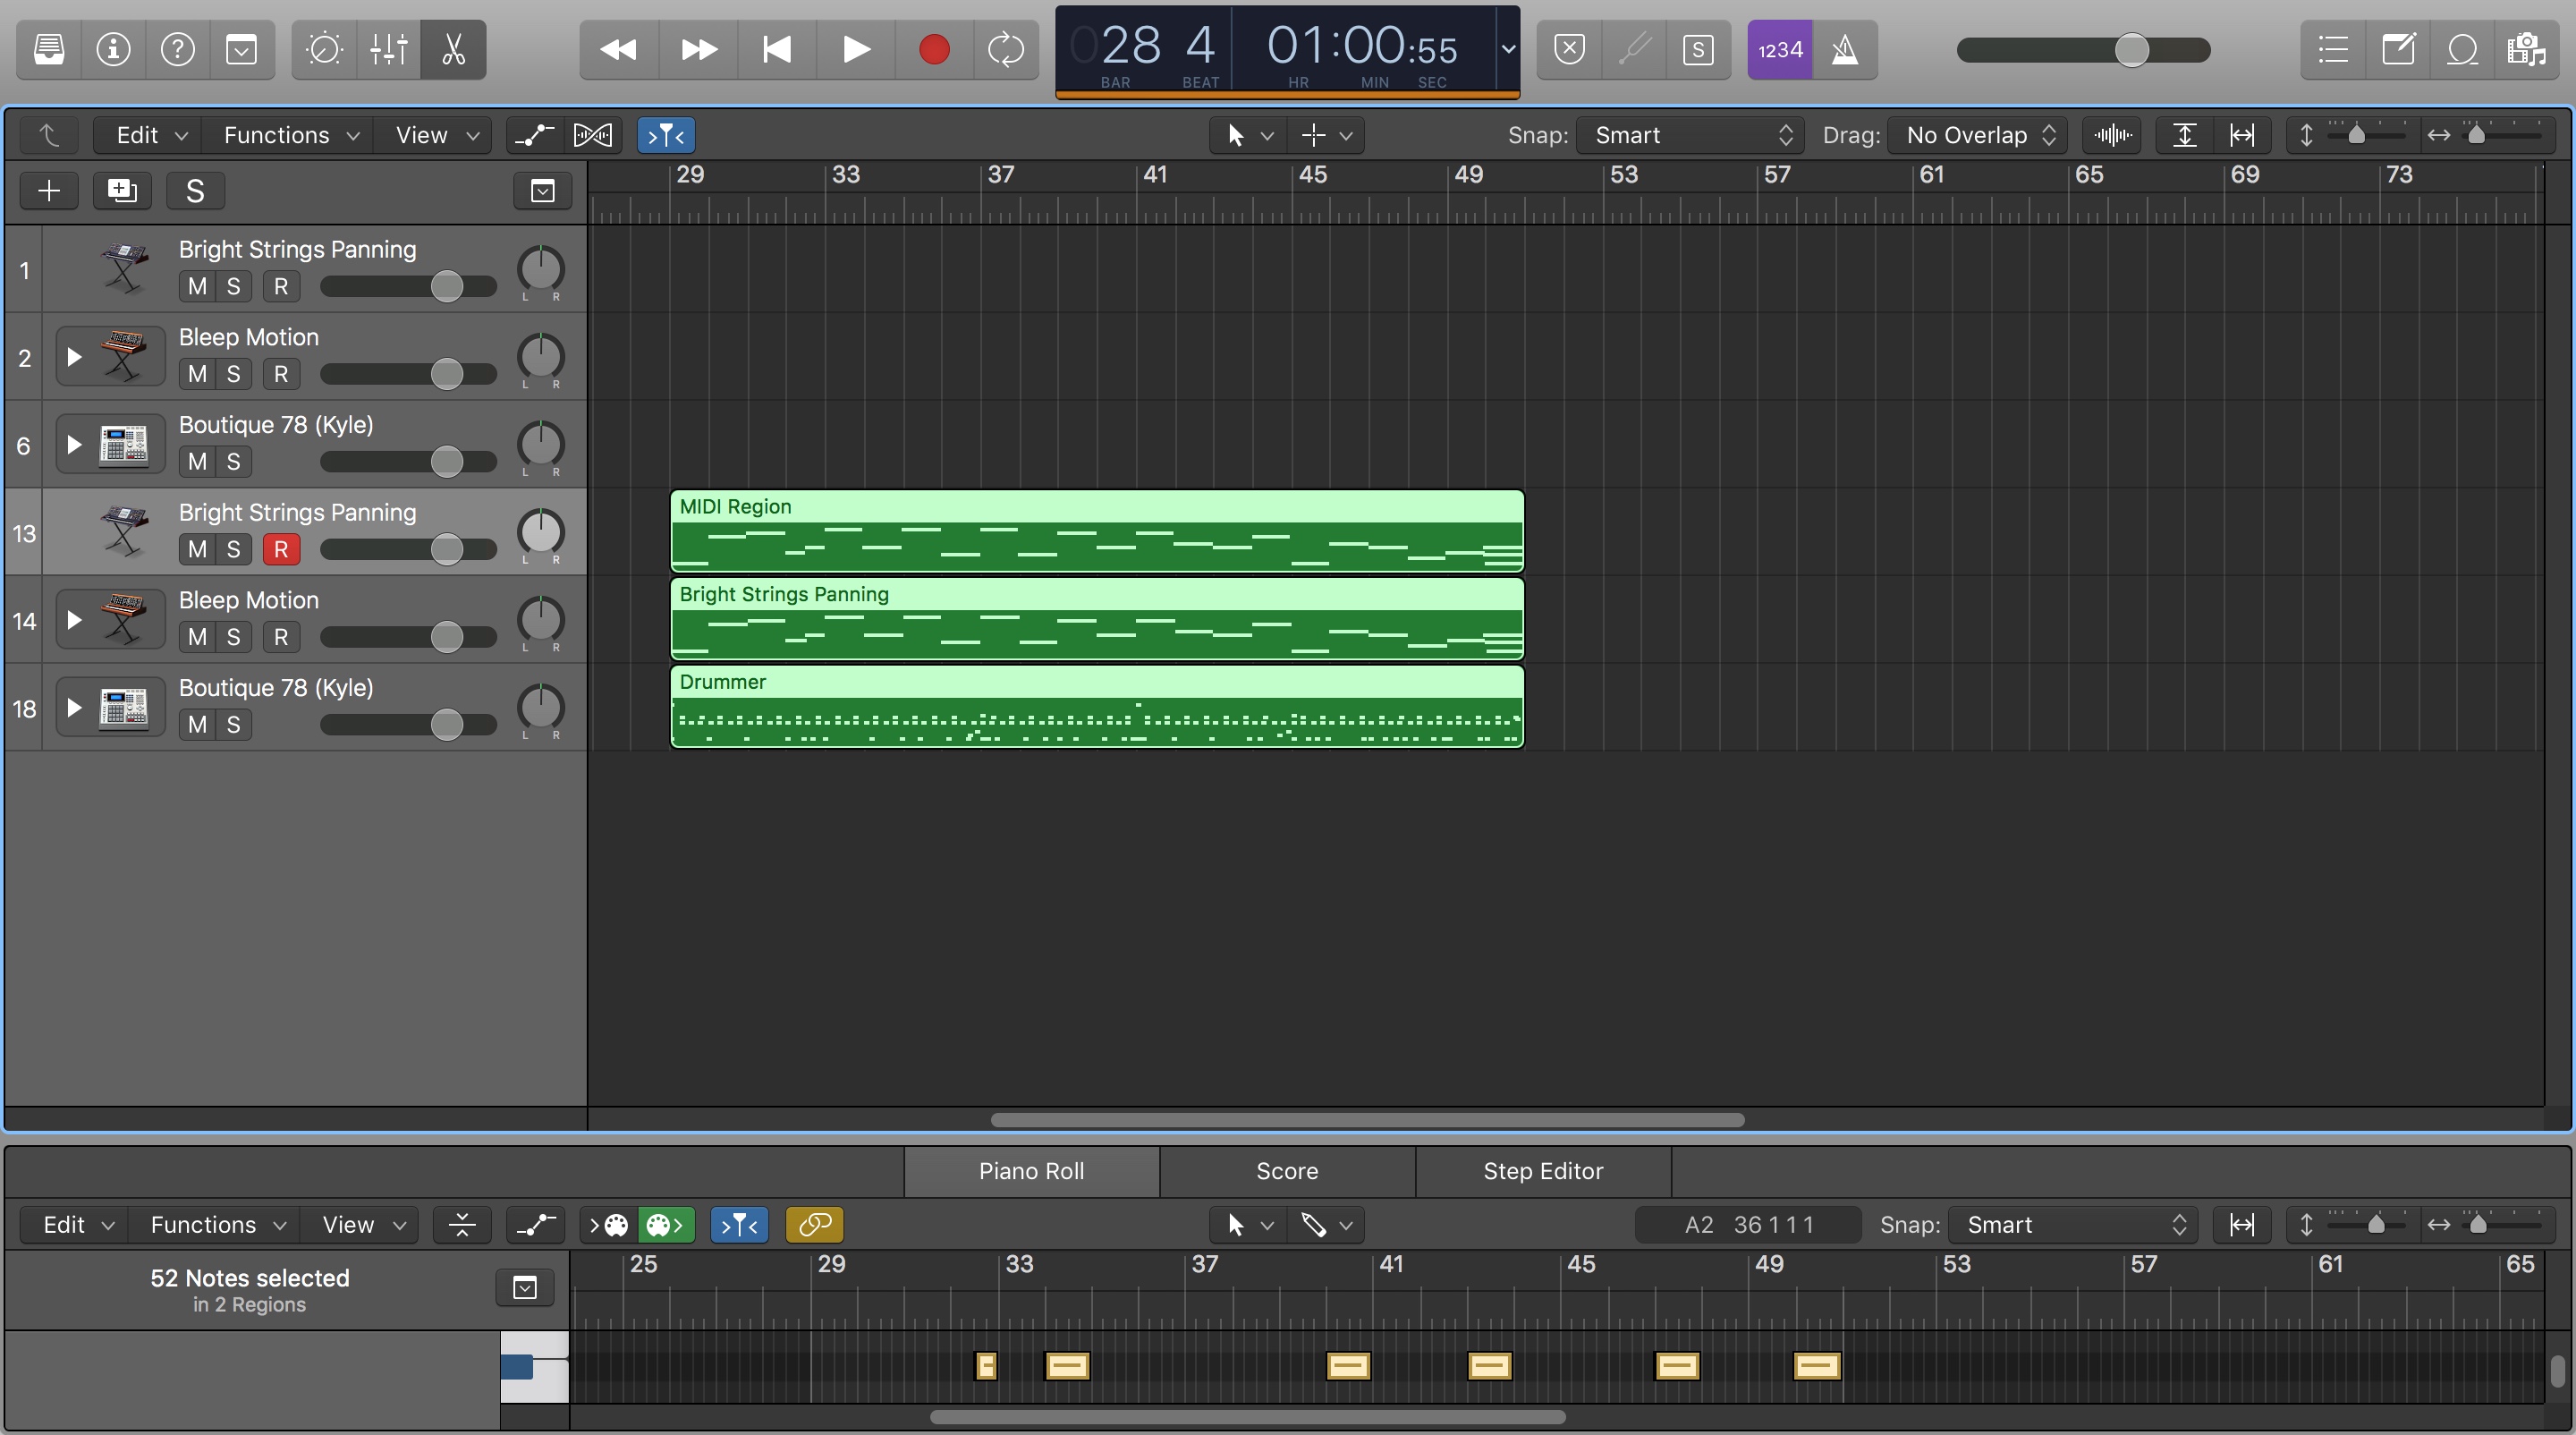 028 4 01:00:55
BAR BEAT HR MIN SEC
S
1234
Edit Functions View
Snap: Smart Drag: No Overlap
S
29 33 37 41 45 49 53 57 61 65 69 73
1 Bright Strings Panning
M S R L R
2 Bleep Motion
M S R L R
6 Boutique 78 (Kyle)
M S L R
13 Bright Strings Panning
M S R L R
MIDI Region
14 Bleep Motion
M S R L R
Bright Strings Panning
18 Boutique 78 (Kyle)
M S L R
Drummer
Piano Roll Score Step Editor
Edit Functions View
A2 36 1 1 1 Snap: Smart
52 Notes selected
in 2 Regions
25 29 33 37 41 45 49 53 57 61 65